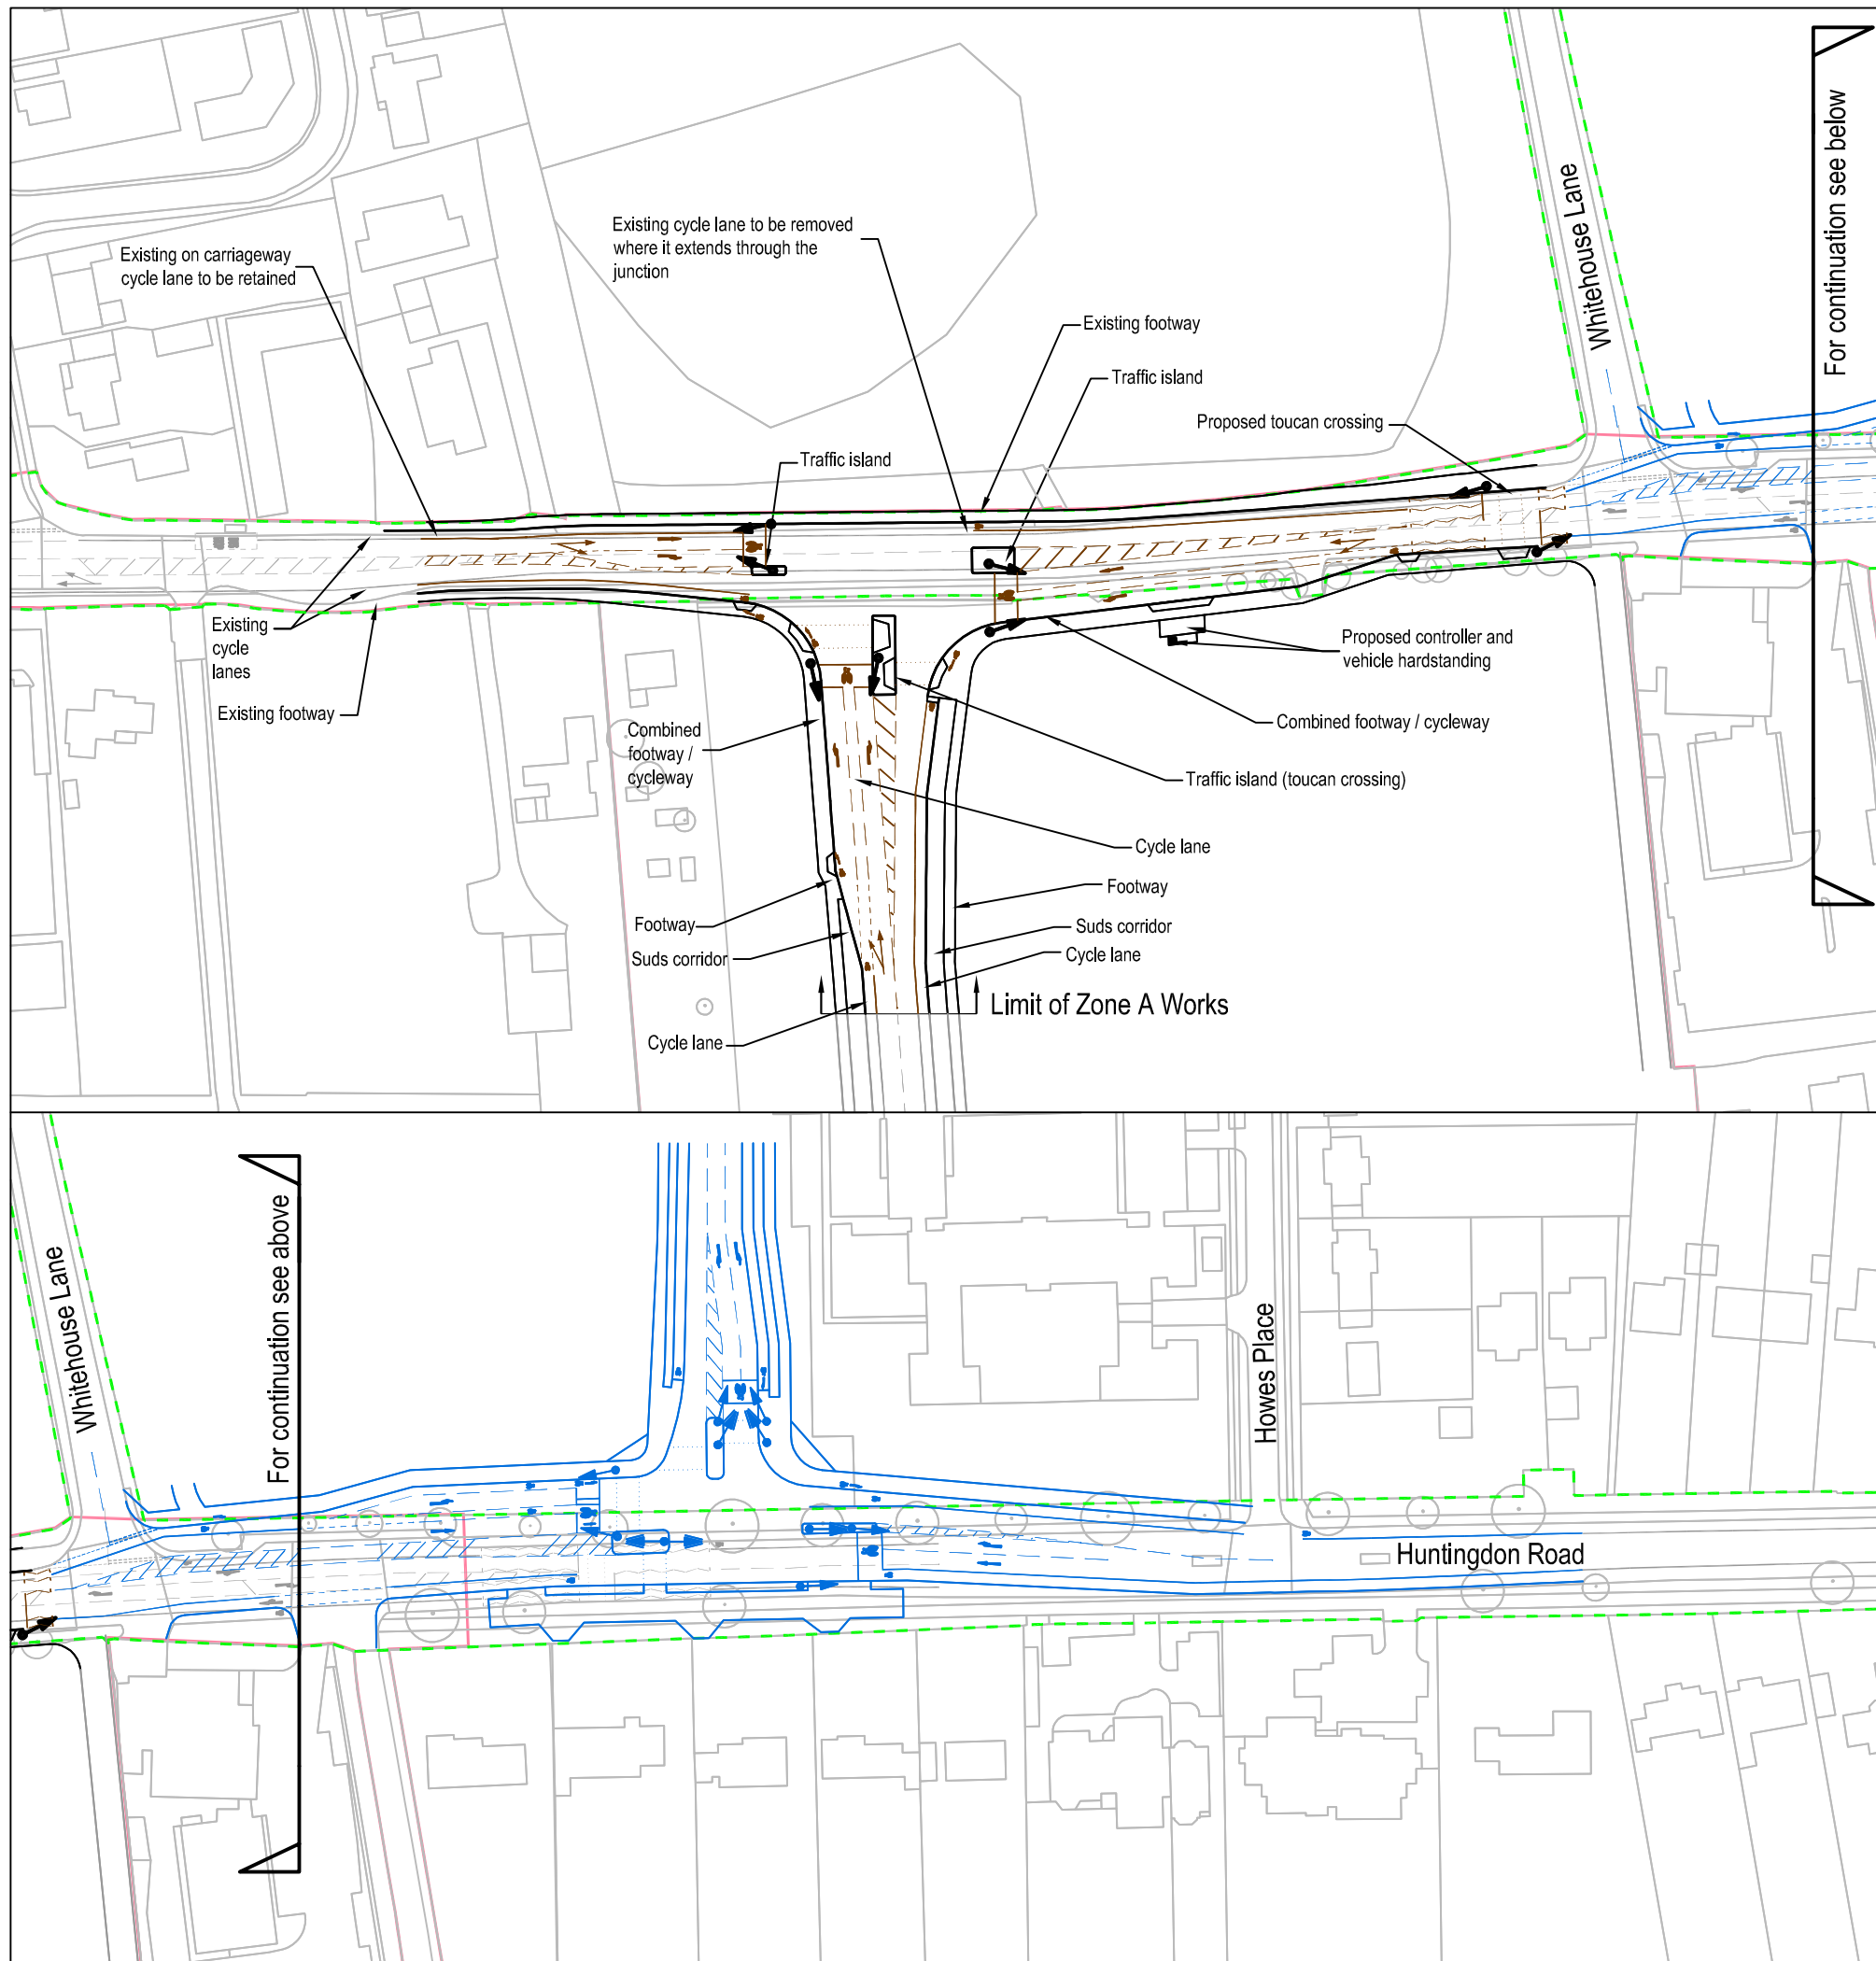 Existing on carriageway
cycle lane to be retained
Existing cycle lane to be removed
where it extends through the
junction
Existing footway
Traffic island
Proposed toucan crossing
Traffic island
Whitehouse Lane
For continuation see below
Existing
cycle
lanes
Existing footway
Combined
footway /
cycleway
Proposed controller and
vehicle hardstanding
Combined footway / cycleway
Traffic island (toucan crossing)
Cycle lane
Footway
Footway
Suds corridor
Suds corridor
Cycle lane
Limit of Zone A Works
Cycle lane
Whitehouse Lane
For continuation see above
Howes Place
Huntingdon Road